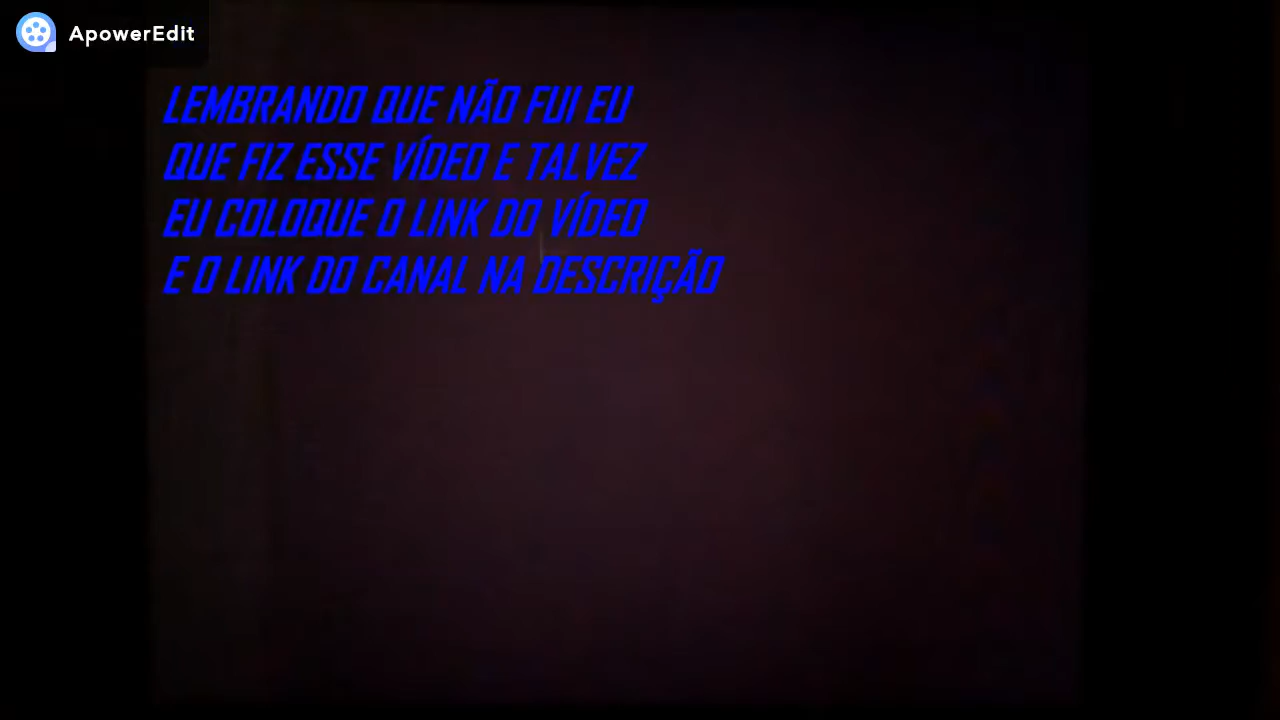 ApowerEdit
LEMBRANDO QUE NÃO FUI EU
QUE FIZ ESSE VÍDEO E TALVEZ
EU COLOQUE O LINK DO VÍDEO
E O LINK DO CANAL NA DESCRIÇÃO